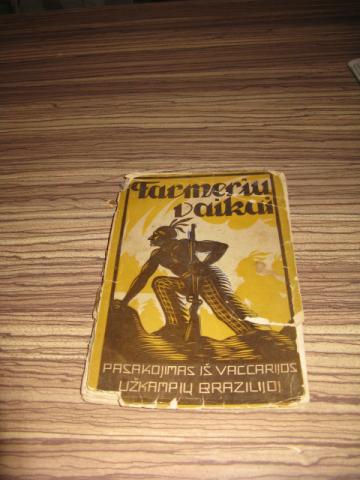 Farmerių
vaikai
PASAKOJIMAS IŠ VACCARIJOS
UŽKAMPIŲ BRAZILIJOJ